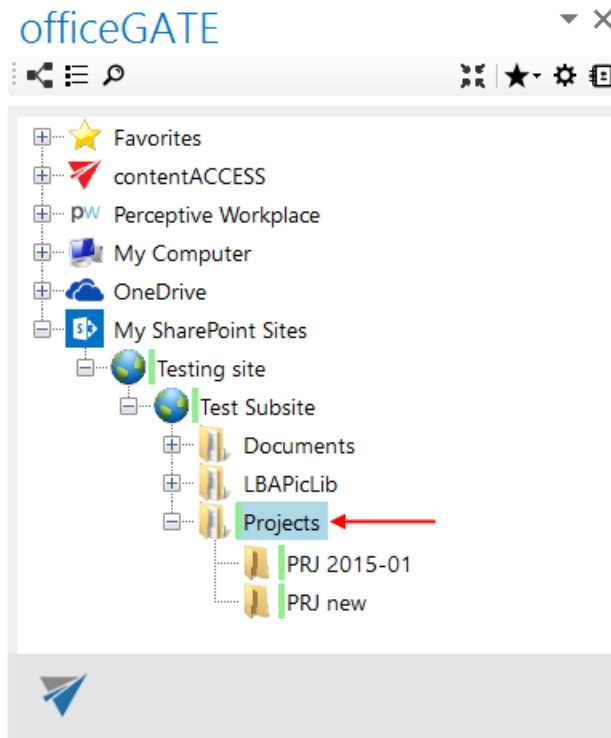 officeGATE
Favorites
contentACCESS
pw Perceptive Workplace
My Computer
OneDrive
My SharePoint Sites
Testing site
Test Subsite
Documents
LBAPicLib
Projects
PRJ 2015-01
PRJ new